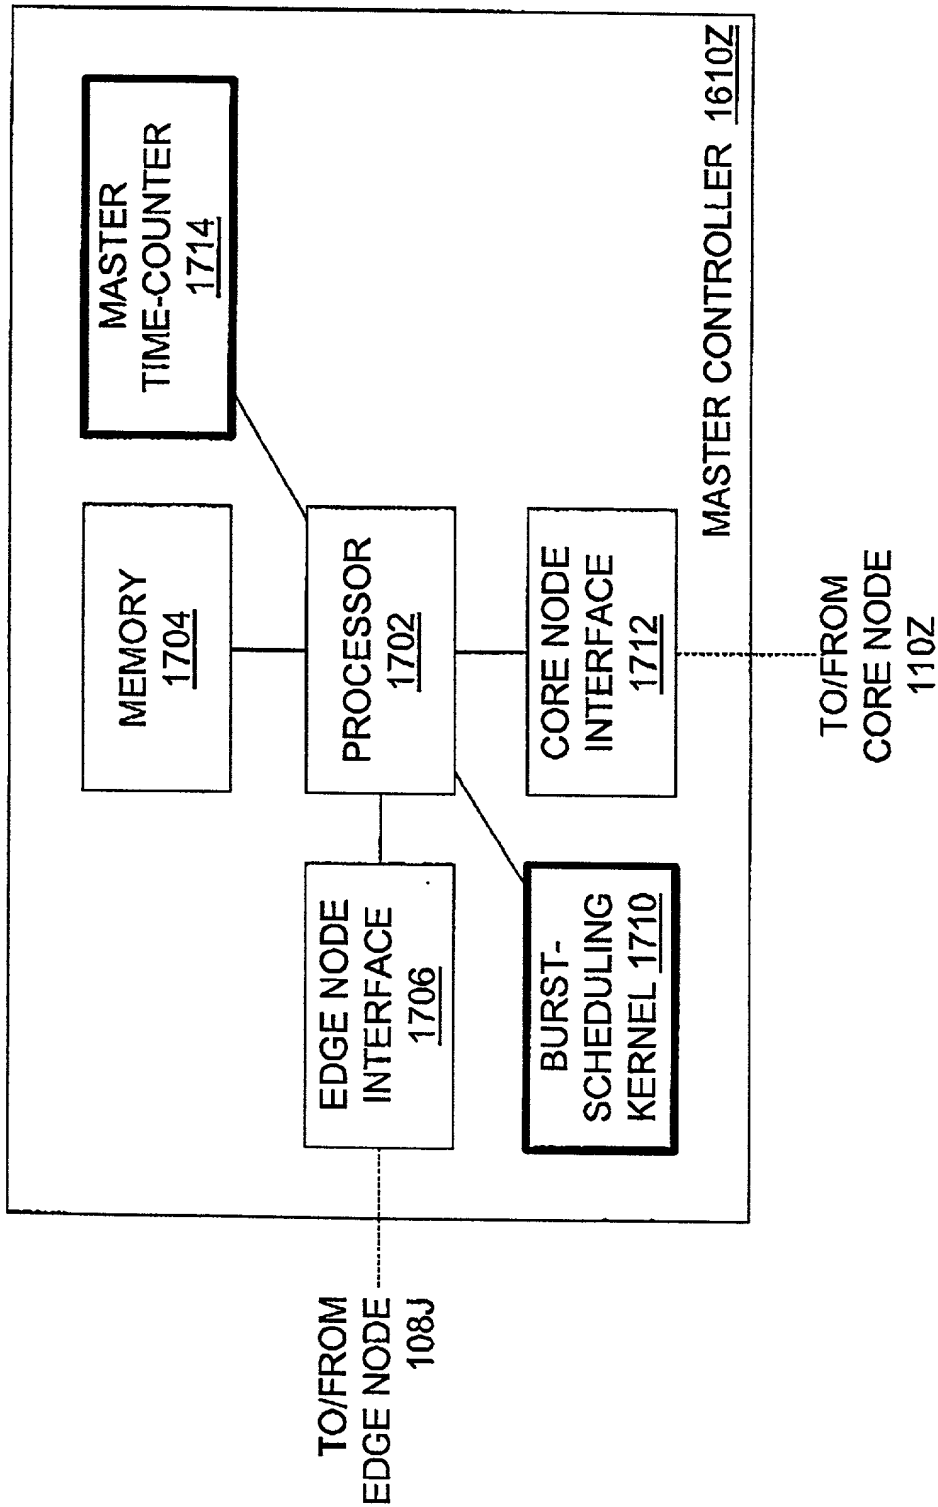 MEMORY
1704
MASTER
TIME-COUNTER
1714
EDGE NODE
INTERFACE
1706
PROCESSOR
1702
TO/FROM
EDGE NODE
108J
BURST-
SCHEDULING
KERNEL 1710
CORE NODE
INTERFACE
1712
MASTER CONTROLLER 1610Z
TO/FROM
CORE NODE
110Z